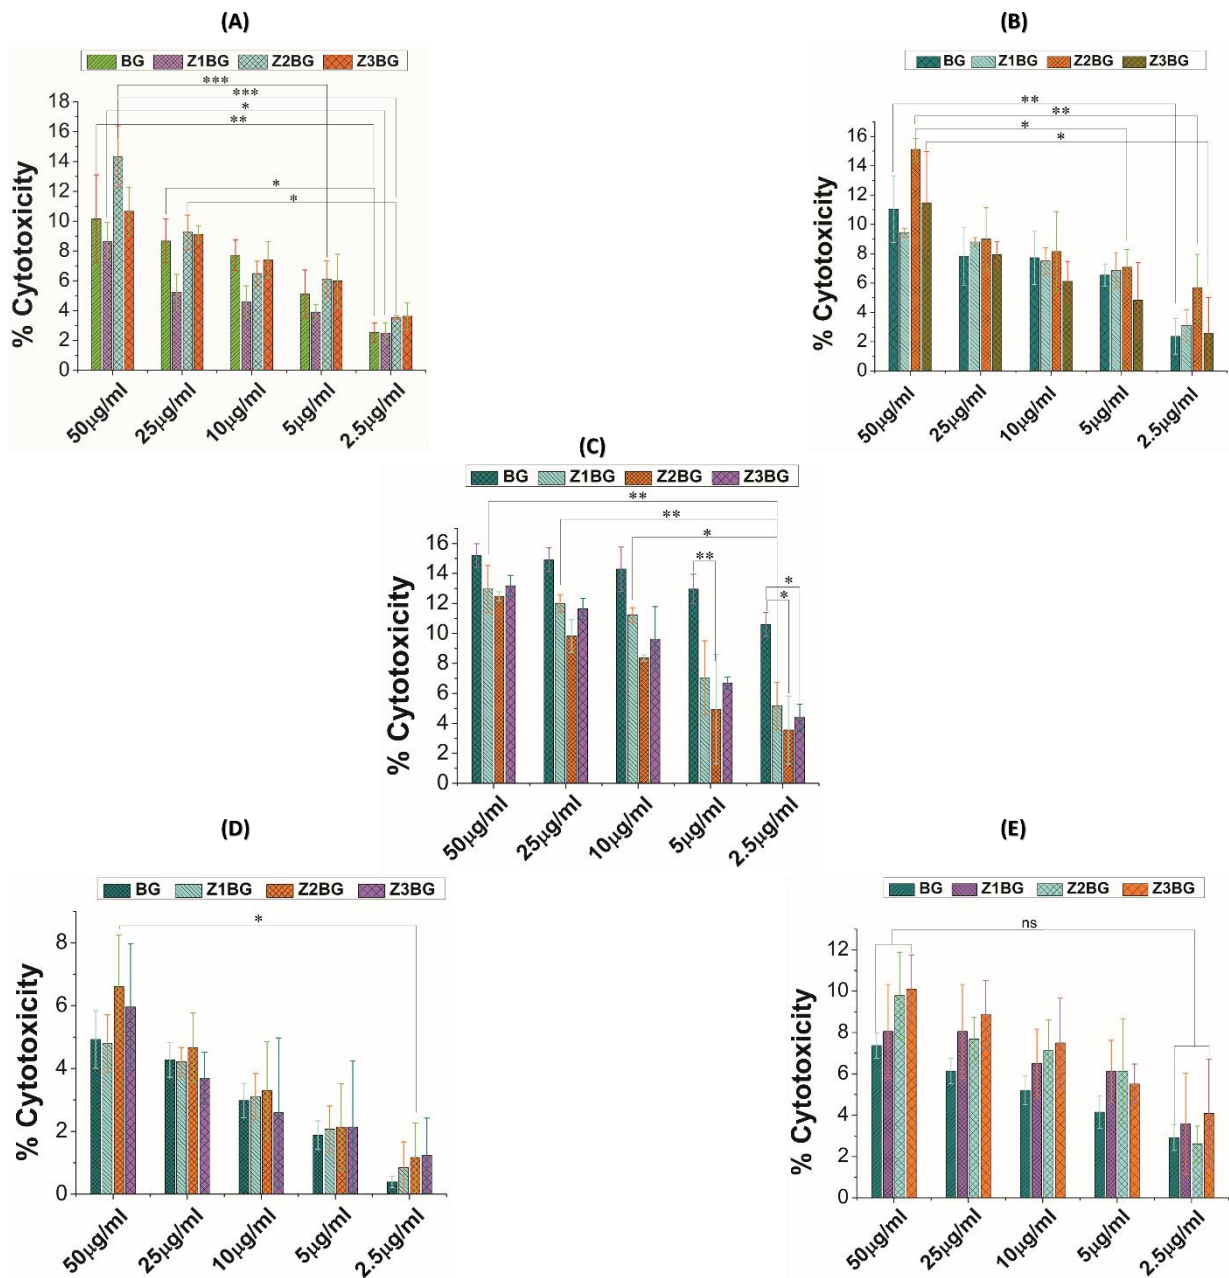 (A)
BG Z1BG Z2BG Z3BG
***
***
*
**
*
*
% Cytotoxicity
18
16
14
12
10
8
6
4
2
0
50μg/ml 25μg/ml 10μg/ml 5μg/ml 2.5μg/ml
(B)
BG Z1BG Z2BG Z3BG
**
**
*
*
% Cytotoxicity
16
14
12
10
8
6
4
2
0
50μg/ml 25μg/ml 10μg/ml 5μg/ml 2.5μg/ml
(C)
BG Z1BG Z2BG Z3BG
**
**
*
**
*
*
% Cytotoxicity
16
14
12
10
8
6
4
2
0
50μg/ml 25μg/ml 10μg/ml 5μg/ml 2.5μg/ml
(D)
BG Z1BG Z2BG Z3BG
*
% Cytotoxicity
8
6
4
2
0
50μg/ml 25μg/ml 10μg/ml 5μg/ml 2.5μg/ml
(E)
BG Z1BG Z2BG Z3BG
ns
% Cytotoxicity
12
10
8
6
4
2
0
50μg/ml 25μg/ml 10μg/ml 5μg/ml 2.5μg/ml